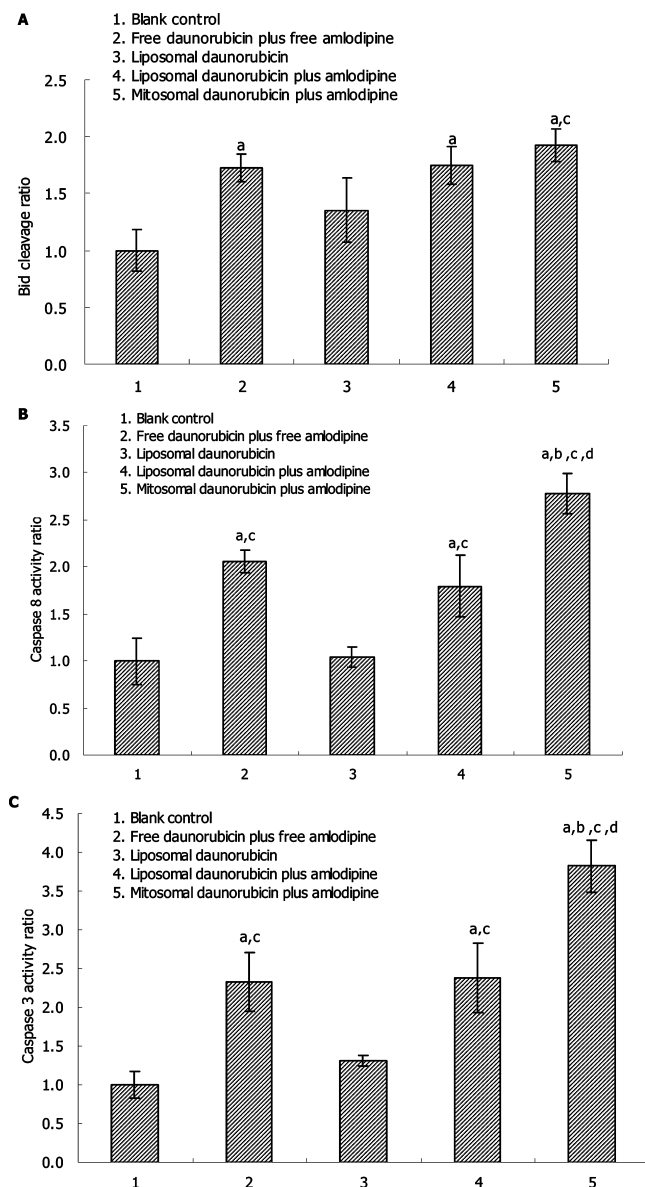 A
1. Blank control
2. Free daunorubicin plus free amlodipine
3. Liposomal daunorubicin
4. Liposomal daunorubicin plus amlodipine
5. Mitosomal daunorubicin plus amlodipine
Bid cleavage ratio
2.5
2.0
1.5
1.0
0.5
0.0
a
a
a,c
1 2 3 4 5
B
1. Blank control
2. Free daunorubicin plus free amlodipine
3. Liposomal daunorubicin
4. Liposomal daunorubicin plus amlodipine
5. Mitosomal daunorubicin plus amlodipine
Caspase 8 activity ratio
3.5
3.0
2.5
2.0
1.5
1.0
0.5
0.0
a,c
a,c
a,b ,c ,d
1 2 3 4 5
C
1. Blank control
2. Free daunorubicin plus free amlodipine
3. Liposomal daunorubicin
4. Liposomal daunorubicin plus amlodipine
5. Mitosomal daunorubicin plus amlodipine
Caspase 3 activity ratio
4.5
4.0
3.5
3.0
2.5
2.0
1.5
1.0
0.5
0.0
a,c
a,c
a,b ,c ,d
1 2 3 4 5